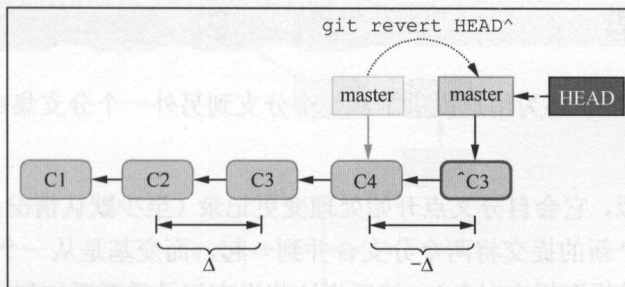 git revert HEAD^
master
master
HEAD
C1
C2
C3
C4
^C3
Δ
-Δ